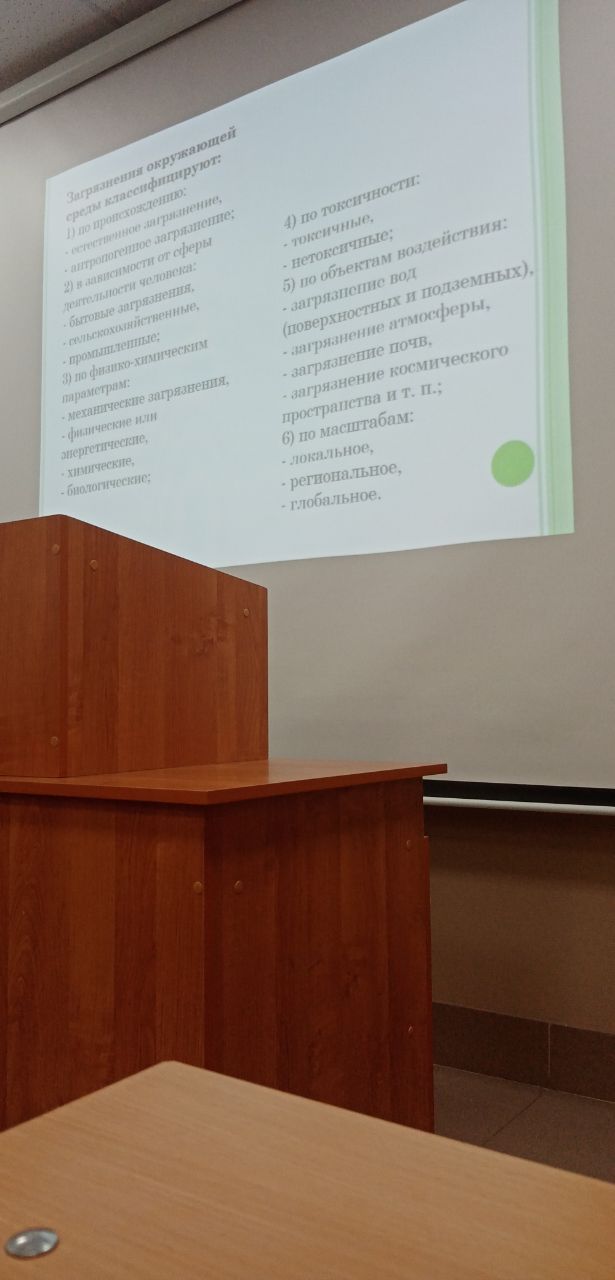 Загрязнения окружающей
среды классифицируют:
1) по происхождению:
- естественное загрязнение,
- антропогенное загрязнение;
2) в зависимости от сферы
деятельности человека:
- бытовые загрязнения,
- сельскохозяйственные,
- промышленные;
3) по физико-химическим
параметрам:
- механические загрязнения,
- физические или
энергетические,
- химические,
- биологические;
4) по токсичности:
- токсичные,
- нетоксичные;
5) по объектам воздействия:
- загрязнение вод
(поверхностных и подземных),
- загрязнение атмосферы,
- загрязнение почв,
- загрязнение космического
пространства и т. п.;
6) по масштабам:
- локальное,
- региональное,
- глобальное.